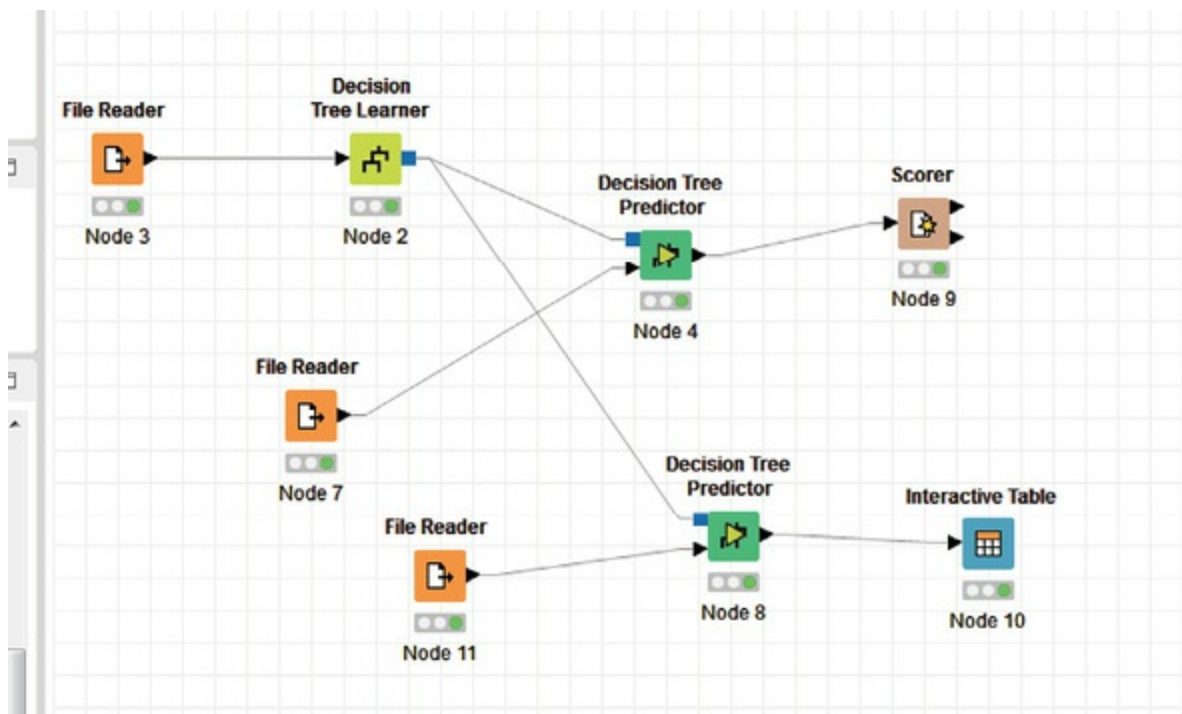 File Reader
Node 3
Decision
Tree Learner
Node 2
Decision Tree
Predictor
Node 4
Scorer
Node 9
File Reader
Node 7
File Reader
Node 11
Decision Tree
Predictor
Node 8
Interactive Table
Node 10